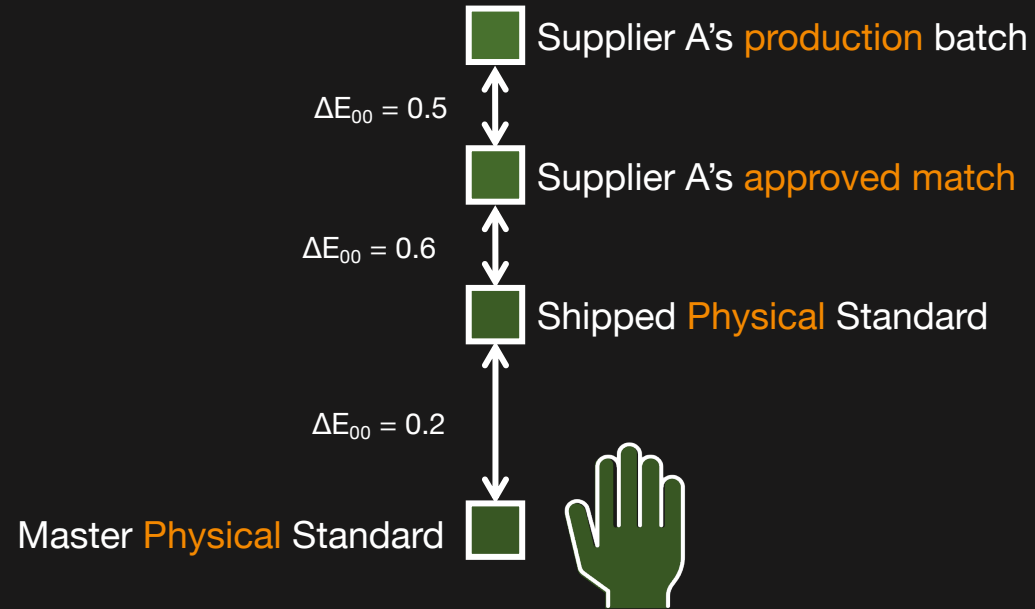 Supplier A’s production batch
ΔE₀₀ = 0.5
Supplier A’s approved match
ΔE₀₀ = 0.6
Shipped Physical Standard
ΔE₀₀ = 0.2
Master Physical Standard